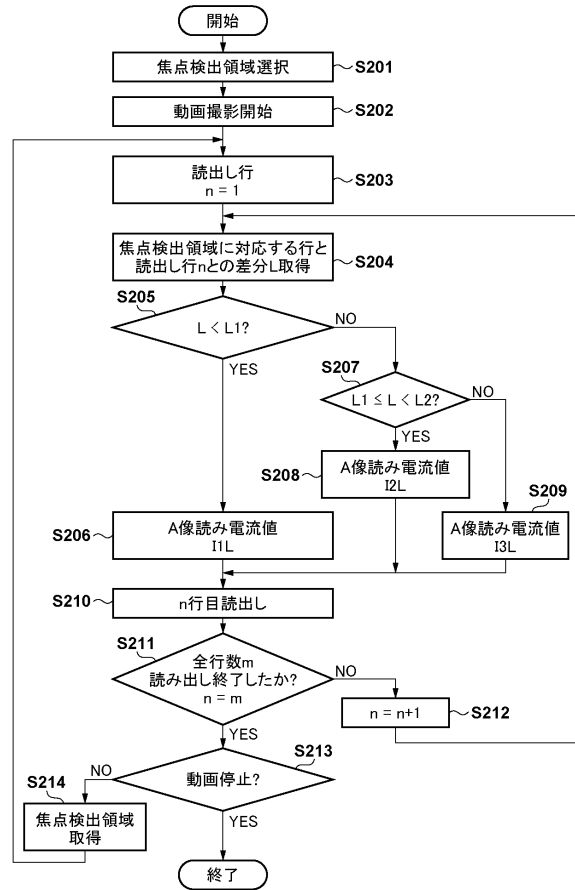 開始
焦点検出領域選択
S201
動画撮影開始
S202
読出し行
n = 1
S203
焦点検出領域に対応する行と
読出し行nとの差分L取得
S204
S205
L < L1?
NO
YES
S207
L1 ≤ L < L2?
NO
YES
S208
A像読み電流値
I2L
S209
A像読み電流値
I3L
S206
A像読み電流値
I1L
S210
n行目読出し
S211
全行数m
読み出し終了したか?
n = m
NO
YES
n = n+1
S212
S213
動画停止?
NO
YES
S214
焦点検出領域
取得
終了